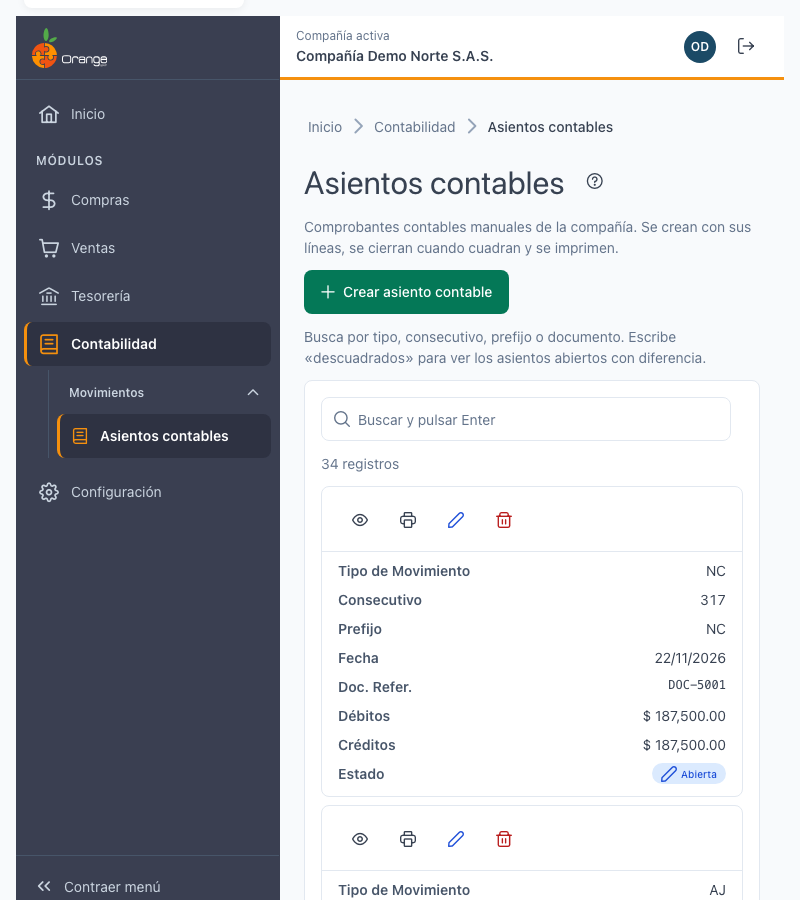 Orange
Inicio
MÓDULOS
Compras
Ventas
Tesorería
Contabilidad
Movimientos
Asientos contables
Configuración
Contraer menú
Compañía activa
Compañía Demo Norte S.A.S.
OD
Inicio
Contabilidad
Asientos contables
Asientos contables
Comprobantes contables manuales de la compañía. Se crean con sus
líneas, se cierran cuando cuadran y se imprimen.
Crear asiento contable
Busca por tipo, consecutivo, prefijo o documento. Escribe
«descuadrados» para ver los asientos abiertos con diferencia.
Buscar y pulsar Enter
34 registros
Tipo de Movimiento NC
Consecutivo 317
Prefijo NC
Fecha 22/11/2026
Doc. Refer. DOC-5001
Débitos $ 187,500.00
Créditos $ 187,500.00
Estado Abierta
Tipo de Movimiento AJ